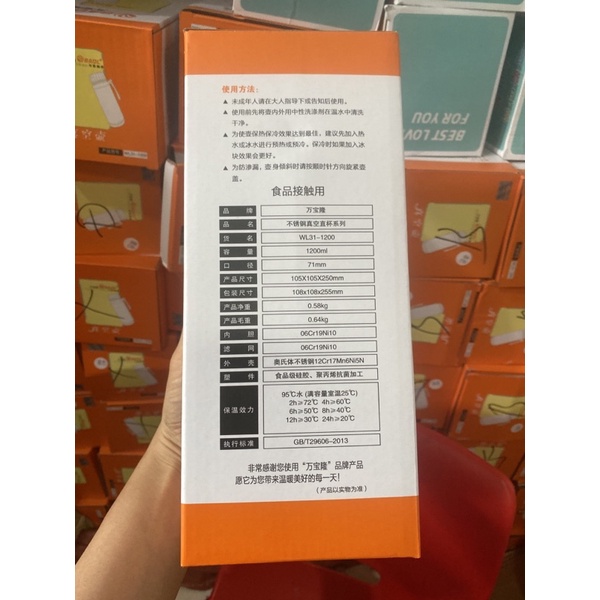 使用方法：
▲ 未成年人请在大人指导下或告知后使用。
▲ 使用前先将壶内外用中性洗涤剂在温水中清洗
干净。
▲ 为使壶保热保冷效果达到最佳，建议先加入热
水或冰水进行预热或预冷。保冷时如果加入冰
块效果会更好。
▲ 为防渗漏，壶身倾斜时请按顺时针方向旋紧壶
盖。
食品接触用
品 牌 万宝隆
品 名 不锈钢真空直杯系列
货 名 WL31-1200
容 量 1200ml
口 径 71mm
产品尺寸 105X105X250mm
包装尺寸 108x108x255mm
产品净重 0.58kg
产品毛重 0.64kg
内 胆 06Cr19Ni10
滤 网 06Cr19Ni10
外 壳 奥氏体不锈钢12Cr17Mn6Ni5N
塑 件 食品级硅胶、聚丙烯抗菌加工
保温效力 95℃水 (满容量室温25℃)
2h≥72℃ 4h≥60℃
6h≥50℃ 8h≥40℃
12h≥30℃ 24h≥20℃
执行标准 GB/T29606-2013
非常感谢您使用“万宝隆”品牌产品
愿它为您带来温暖美好的每一天！
（产品以实物为准）
BEST LOVE
FOR YOU